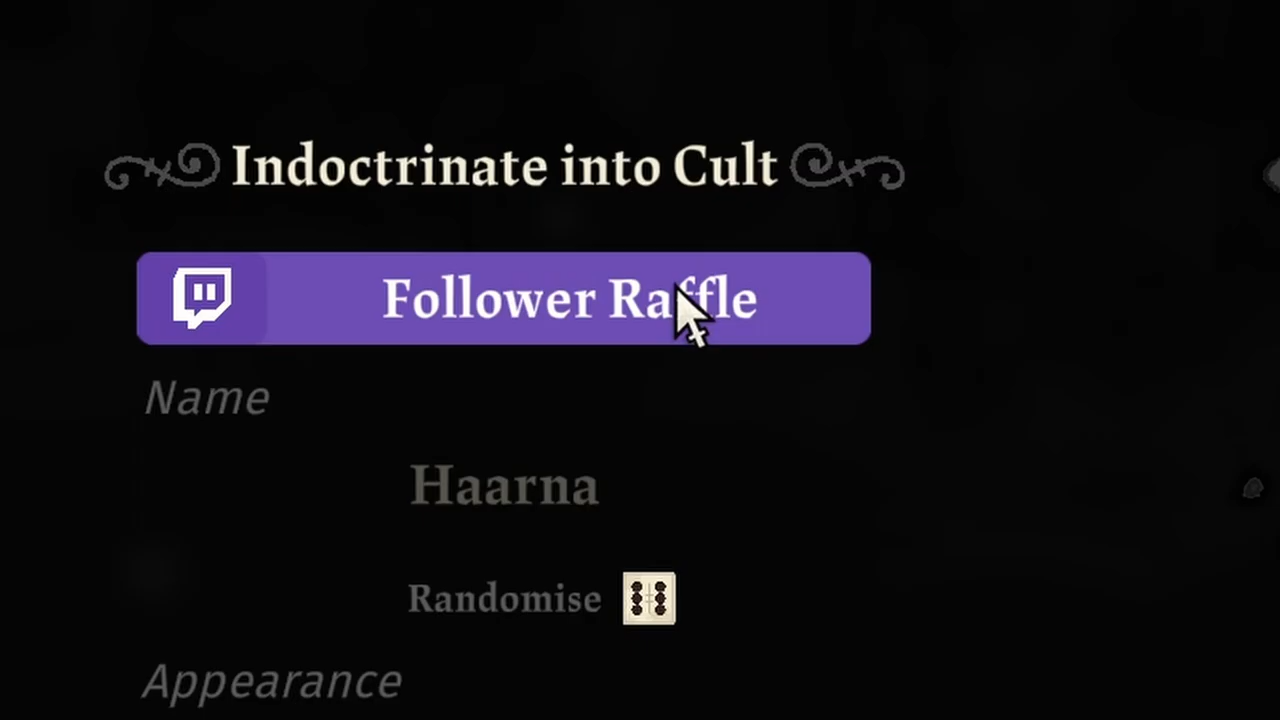 Indoctrinate into Cult
Follower Raffle
Name
Haarna
Randomise
Appearance